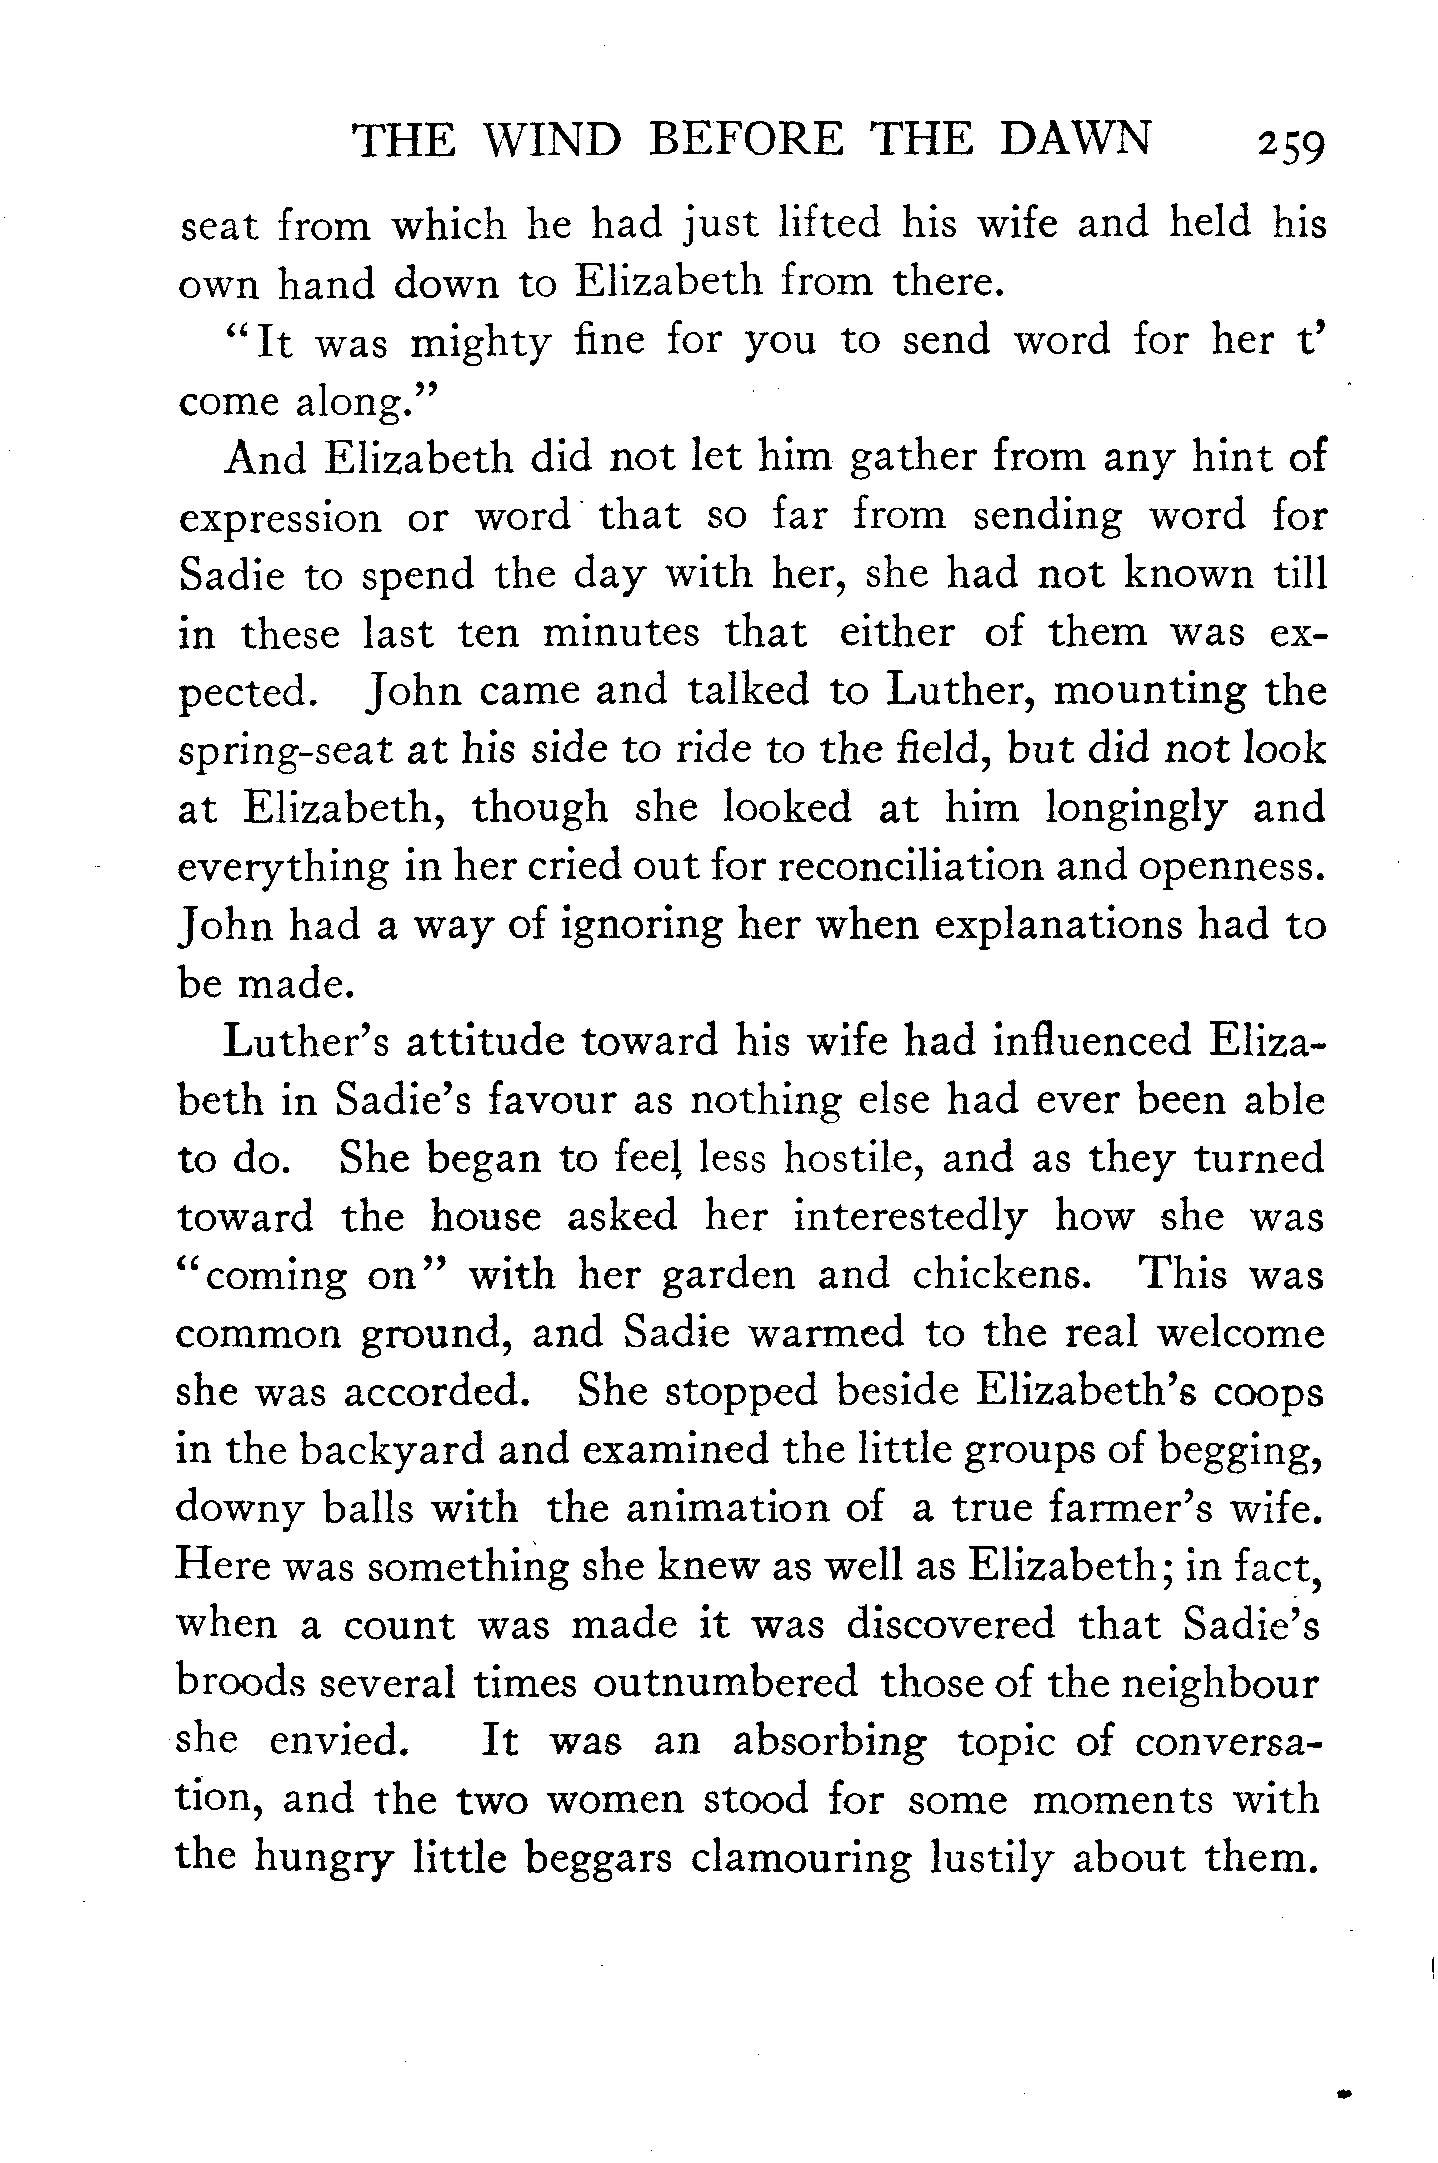 THE WIND BEFORE THE DAWN 259
seat from which he had just lifted his wife and held his
own hand down to Elizabeth from there.
“It was mighty fine for you to send word for her t’
come along.”
And Elizabeth did not let him gather from any hint of
expression or word that so far from sending word for
Sadie to spend the day with her, she had not known till
in these last ten minutes that either of them was ex-
pected. John came and talked to Luther, mounting the
spring-seat at his side to ride to the field, but did not look
at Elizabeth, though she looked at him longingly and
everything in her cried out for reconciliation and openness.
John had a way of ignoring her when explanations had to
be made.
Luther’s attitude toward his wife had influenced Eliza-
beth in Sadie’s favour as nothing else had ever been able
to do. She began to feel less hostile, and as they turned
toward the house asked her interestedly how she was
“coming on” with her garden and chickens. This was
common ground, and Sadie warmed to the real welcome
she was accorded. She stopped beside Elizabeth’s coops
in the backyard and examined the little groups of begging,
downy balls with the animation of a true farmer’s wife.
Here was something she knew as well as Elizabeth; in fact,
when a count was made it was discovered that Sadie’s
broods several times outnumbered those of the neighbour
she envied. It was an absorbing topic of conversa-
tion, and the two women stood for some moments with
the hungry little beggars clamouring lustily about them.